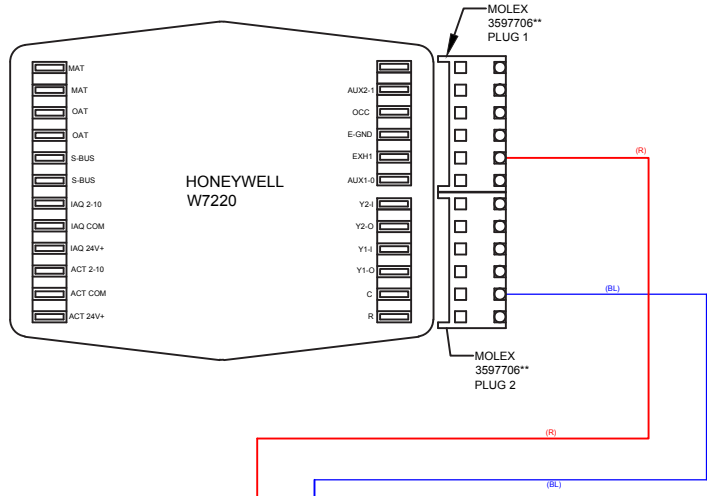 MOLEX
3597706**
PLUG 1
MAT
MAT
OAT
OAT
S-BUS
S-BUS
IAQ 2-10
IAQ COM
IAQ 24V+
ACT 2-10
ACT COM
ACT 24V+
HONEYWELL
W7220
AUX2-1
OCC
E-GND
EXH1
AUX1-0
Y2-I
Y2-O
Y1-I
Y1-O
C
R
(R)
(BL)
MOLEX
3597706**
PLUG 2
(R)
(BL)